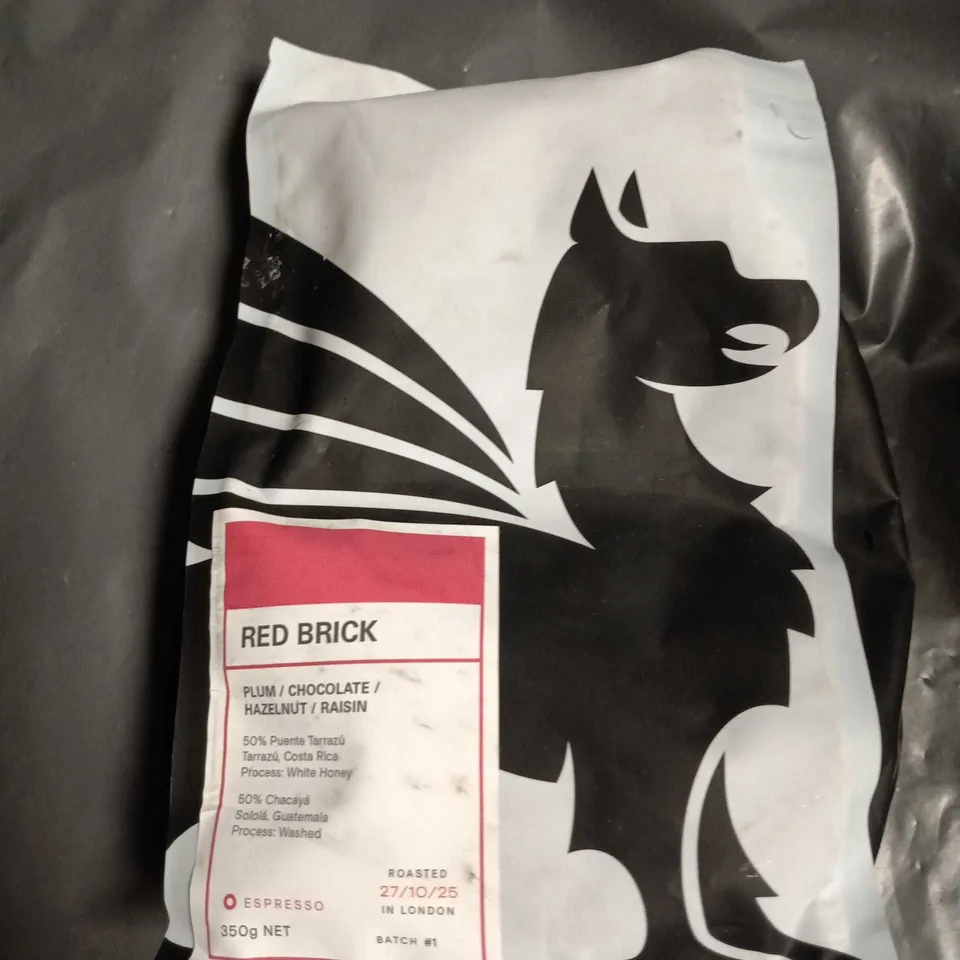 RED BRICK
PLUM / CHOCOLATE /
HAZELNUT / RAISIN
50% Puente Tarrazú
Tarrazú, Costa Rica
Process: White Honey
50% Chacayá
Sololá, Guatemala
Process: Washed
ROASTED
27/10/25
IN LONDON
ESPRESSO
350g NET
BATCH #1